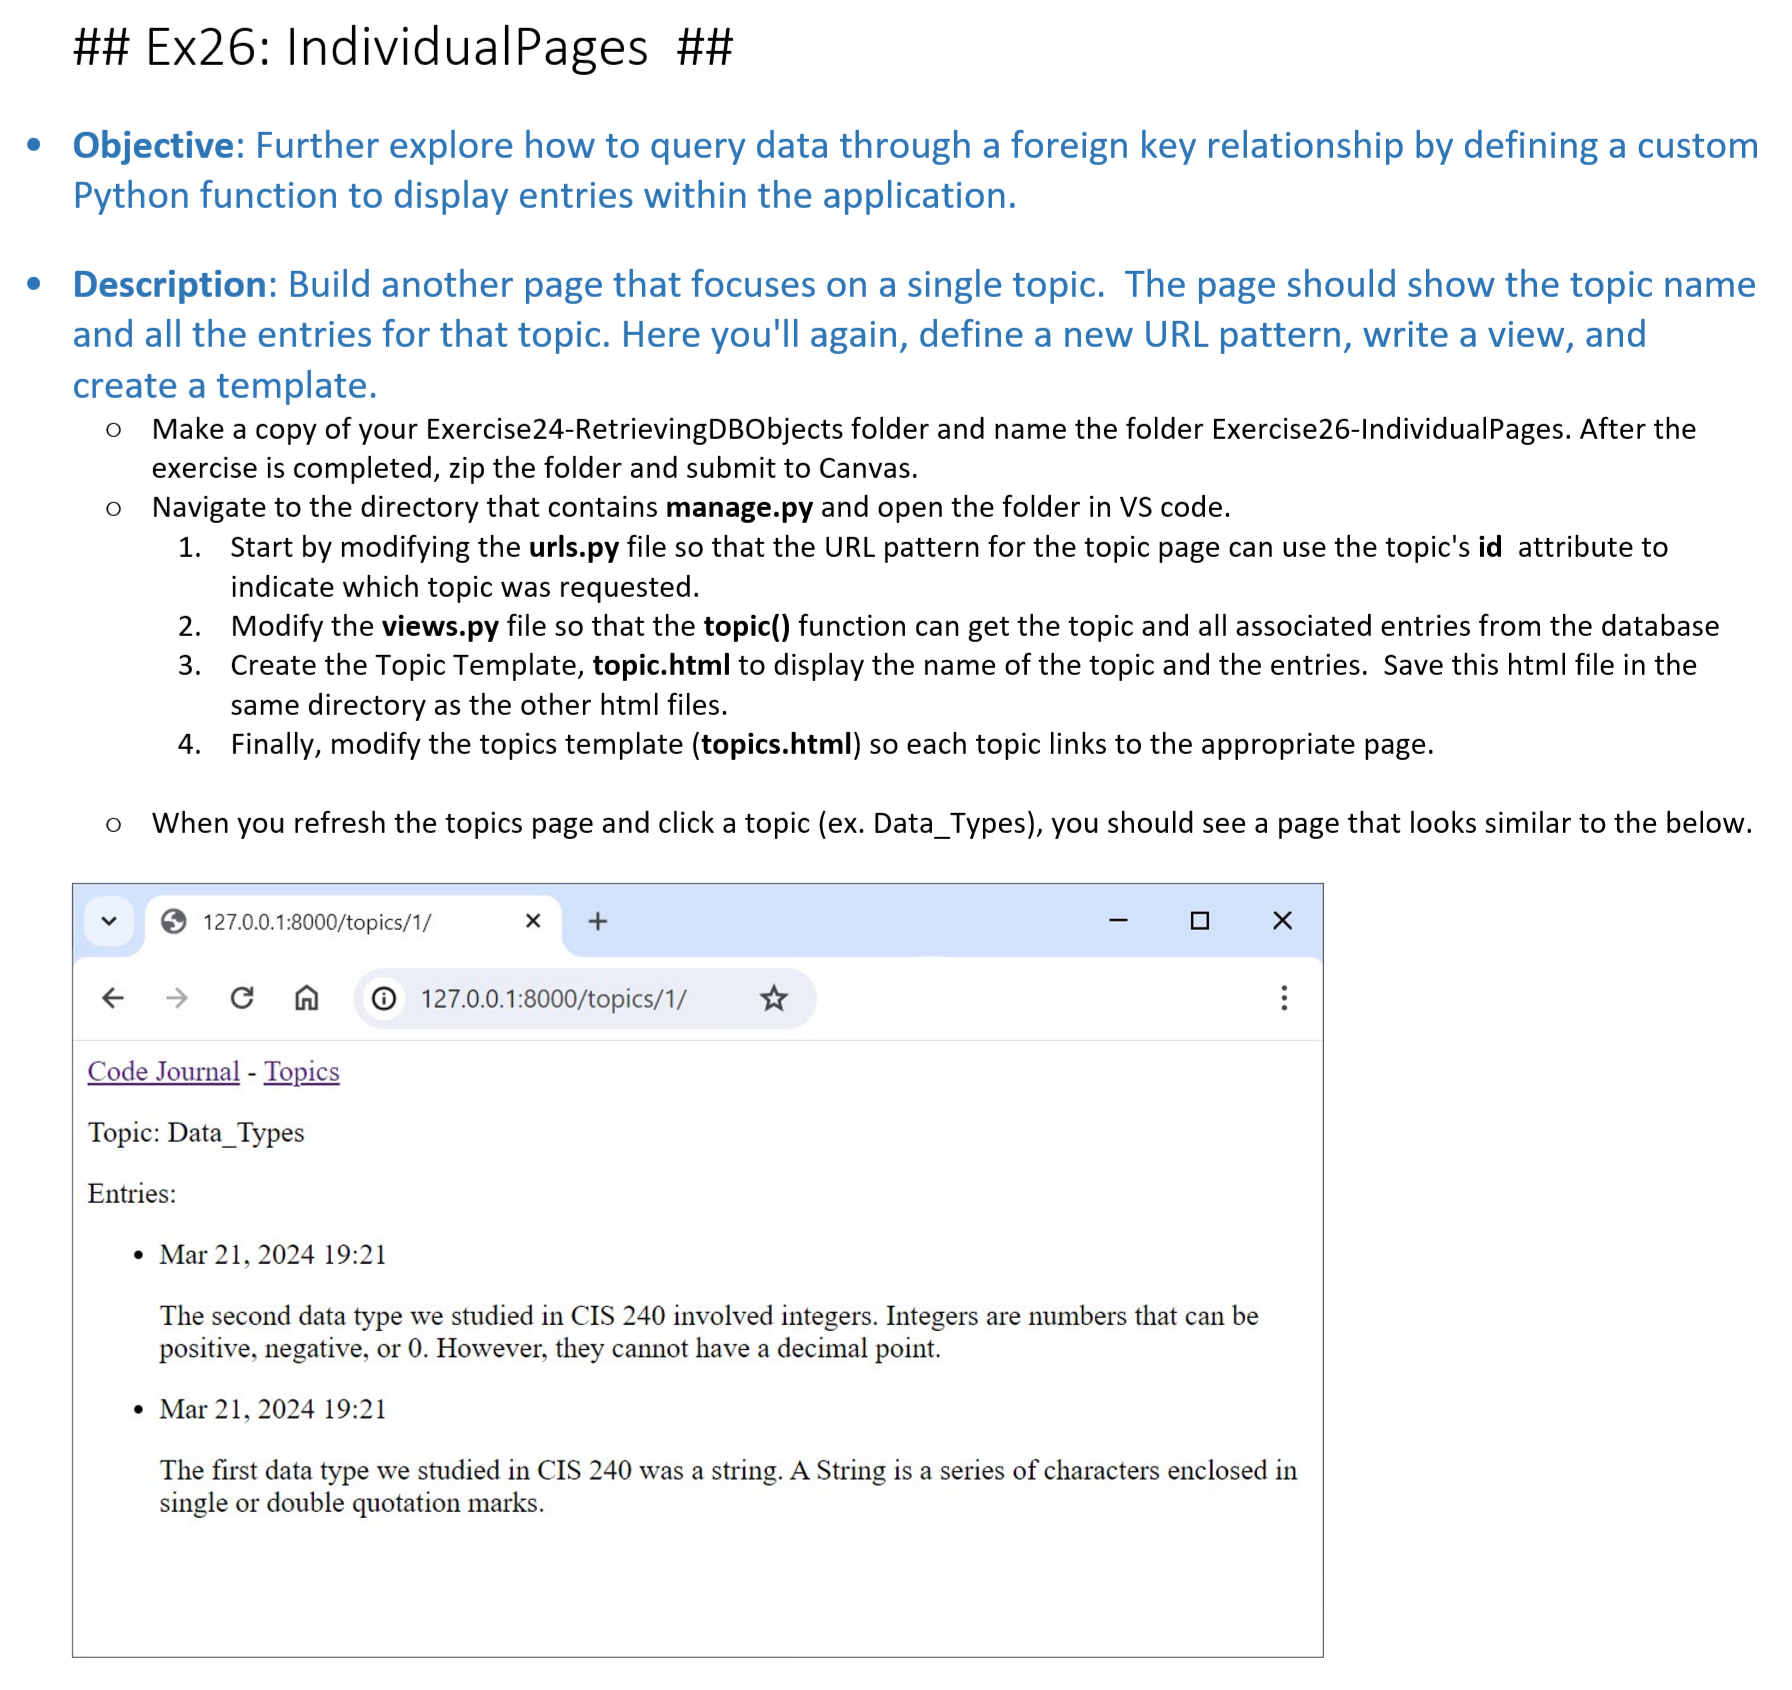 ## Ex26: IndividualPages ##
• Objective: Further explore how to query data through a foreign key relationship by defining a custom
Python function to display entries within the application.
• Description: Build another page that focuses on a single topic. The page should show the topic name
and all the entries for that topic. Here you'll again, define a new URL pattern, write a view, and
create a template.
○ Make a copy of your Exercise24-RetrievingDBObjects folder and name the folder Exercise26-IndividualPages. After the
exercise is completed, zip the folder and submit to Canvas.
○ Navigate to the directory that contains manage.py and open the folder in VS code.
1. Start by modifying the urls.py file so that the URL pattern for the topic page can use the topic's id attribute to
indicate which topic was requested.
2. Modify the views.py file so that the topic() function can get the topic and all associated entries from the database
3. Create the Topic Template, topic.html to display the name of the topic and the entries. Save this html file in the
same directory as the other html files.
4. Finally, modify the topics template (topics.html) so each topic links to the appropriate page.
○ When you refresh the topics page and click a topic (ex. Data_Types), you should see a page that looks similar to the below.
127.0.0.1:8000/topics/1/
127.0.0.1:8000/topics/1/
Code Journal - Topics
Topic: Data_Types
Entries:
• Mar 21, 2024 19:21
The second data type we studied in CIS 240 involved integers. Integers are numbers that can be
positive, negative, or 0. However, they cannot have a decimal point.
• Mar 21, 2024 19:21
The first data type we studied in CIS 240 was a string. A String is a series of characters enclosed in
single or double quotation marks.